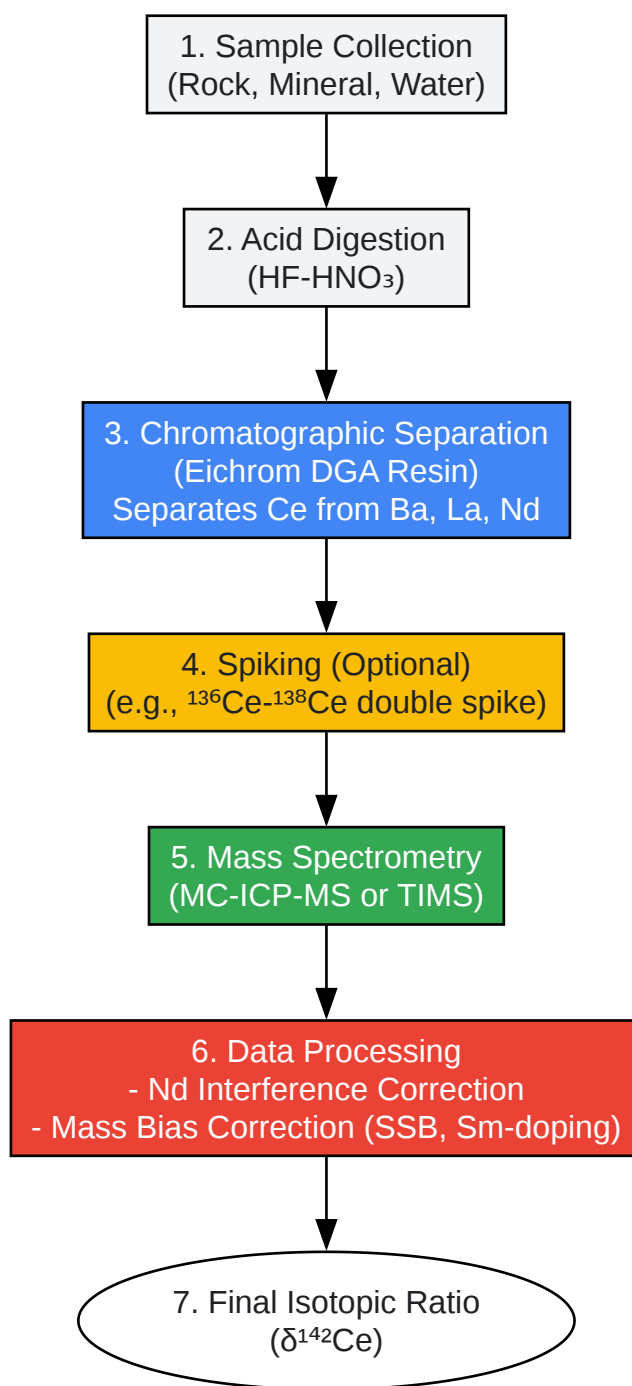 1. Sample Collection
(Rock, Mineral, Water)
2. Acid Digestion
(HF-HNO₃)
3. Chromatographic Separation
(Eichrom DGA Resin)
Separates Ce from Ba, La, Nd
4. Spiking (Optional)
(e.g., ¹³⁶Ce-¹³⁸Ce double spike)
5. Mass Spectrometry
(MC-ICP-MS or TIMS)
6. Data Processing
- Nd Interference Correction
- Mass Bias Correction (SSB, Sm-doping)
7. Final Isotopic Ratio
(δ¹⁴²Ce)